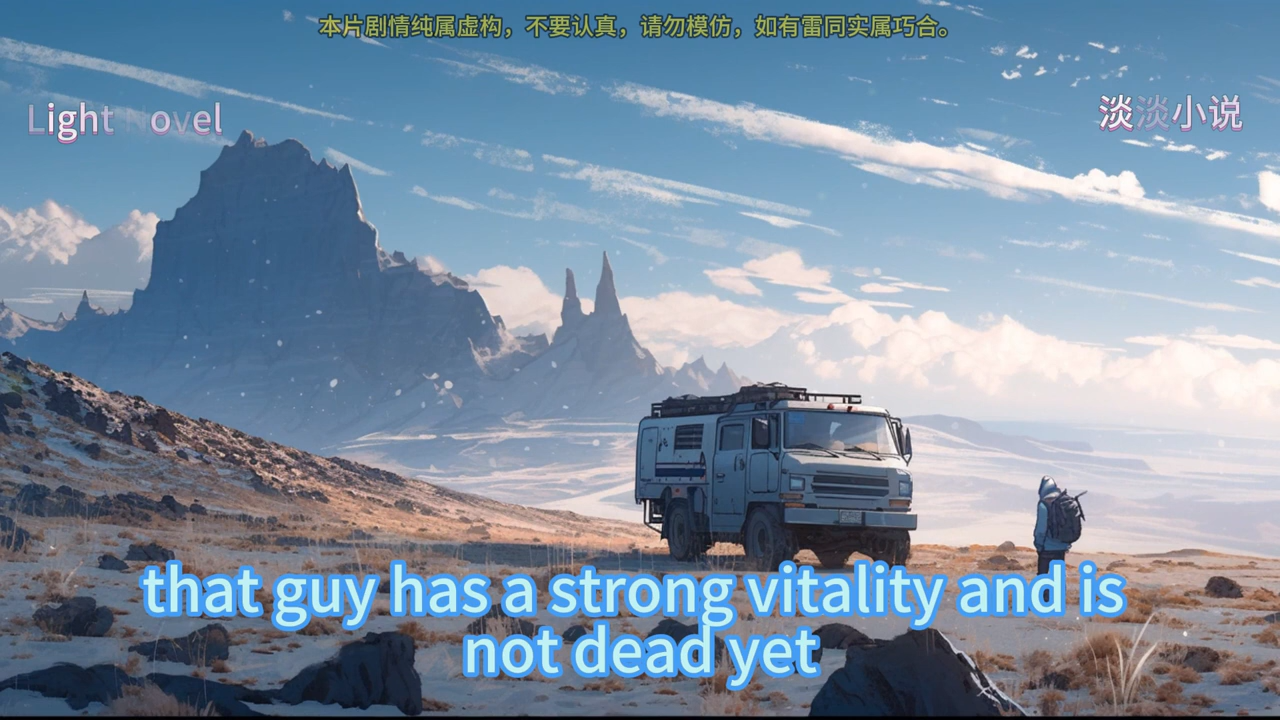 本片剧情纯属虚构，不要认真，请勿模仿，如有雷同实属巧合。
Light Novel
淡淡小说
that guy has a strong vitality and is
not dead yet